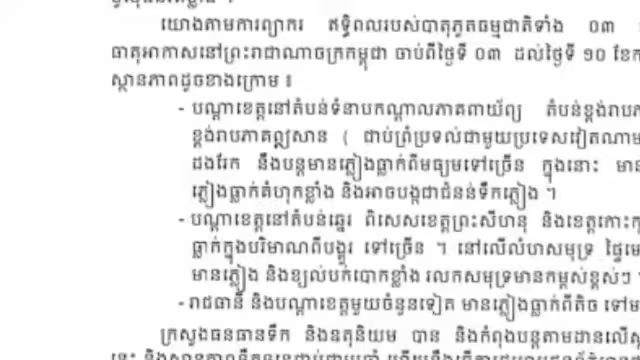 យោងតាមការព្យាករ ឥទ្ធិពលរបស់បាតុភូតធម្មជាតិទាំង ០៣
ធាតុអាកាសនៅព្រះរាជាណាចក្រកម្ពុជា ចាប់ពីថ្ងៃទី ០៣ ដល់ថ្ងៃទី ១០ ខែ
ស្ថានភាពដូចខាងក្រោម ៖
- បណ្តាខេត្តនៅតំបន់ទំនាបកណ្តាលភាគពាយ័ព្យ តំបន់ខ្ពង់រាប
ខ្ពង់រាបភាគឦសាន ( ជាប់ព្រំប្រទល់ជាមួយប្រទេសវៀតណាម
ដងរែក នឹងបន្តមានភ្លៀងធ្លាក់ពីមធ្យមទៅច្រើន ក្នុងនោះ
ភ្លៀងធ្លាក់គំហុកខ្លាំង និងអាចបង្កជាជំនន់ទឹកភ្លៀង ។
- បណ្តាខេត្តនៅតំបន់ឆ្នេរ ពិសេសខេត្តព្រះសីហនុ និងខេត្តកោះកុ
ធ្លាក់ក្នុងបរិមាណពីបង្គួរ ទៅច្រើន ។ នៅលើលំហសមុទ្រ
មានភ្លៀង និងខ្យល់បក់បោកខ្លាំង រលកសមុទ្រមានកម្ពស់ខ្ពស់ៗ ។
- រាជធានី និងបណ្តាខេត្តមួយចំនួនទៀត មានភ្លៀងធ្លាក់ពីតិច ទៅម
ក្រសួងធនធានទឹក និងឧតុនិយម បាន និងកំពុងបន្តតាមដានលើ